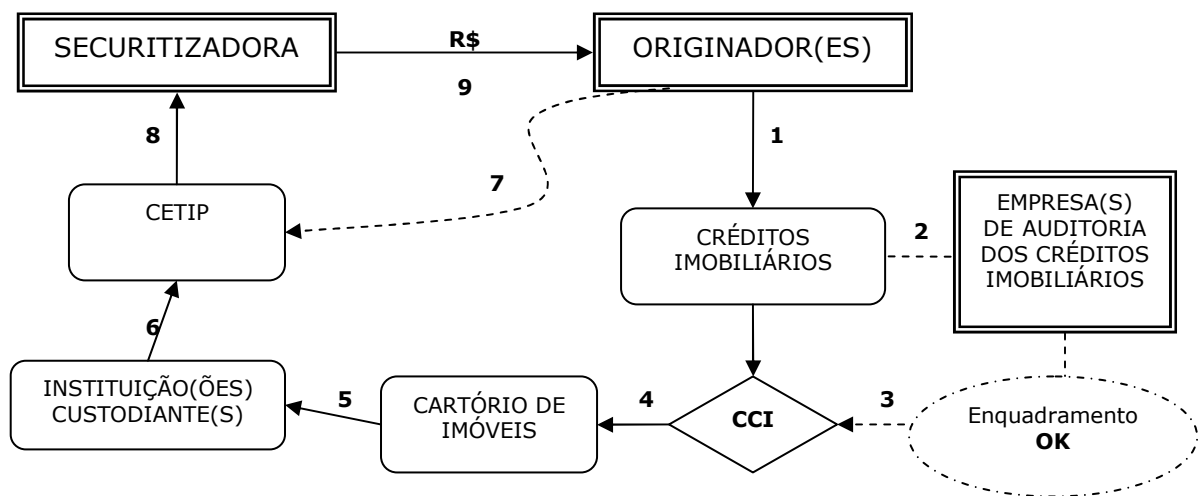 SECURITIZADORA
R$
ORIGINADOR(ES)
9
8
1
7
CETIP
CRÉDITOS
IMOBILIÁRIOS
2
EMPRESA(S)
DE AUDITORIA
DOS CRÉDITOS
IMOBILIÁRIOS
6
INSTITUIÇÃO(ÕES)
CUSTODIANTE(S)
5
CARTÓRIO DE
IMÓVEIS
4
CCI
3
Enquadramento
OK